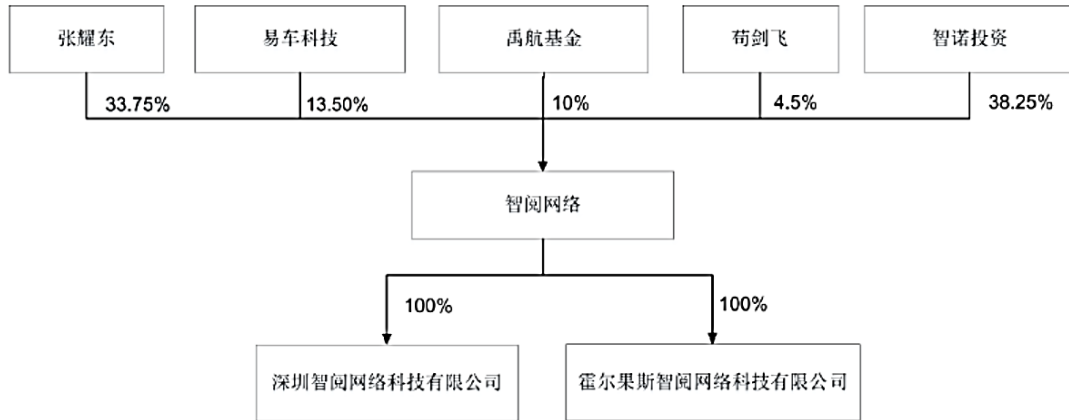 张耀东
易车科技
禹航基金
苟剑飞
智诺投资
33.75%
13.50%
10%
4.5%
38.25%
智阅网络
100%
100%
深圳智阅网络科技有限公司
霍尔果斯智阅网络科技有限公司